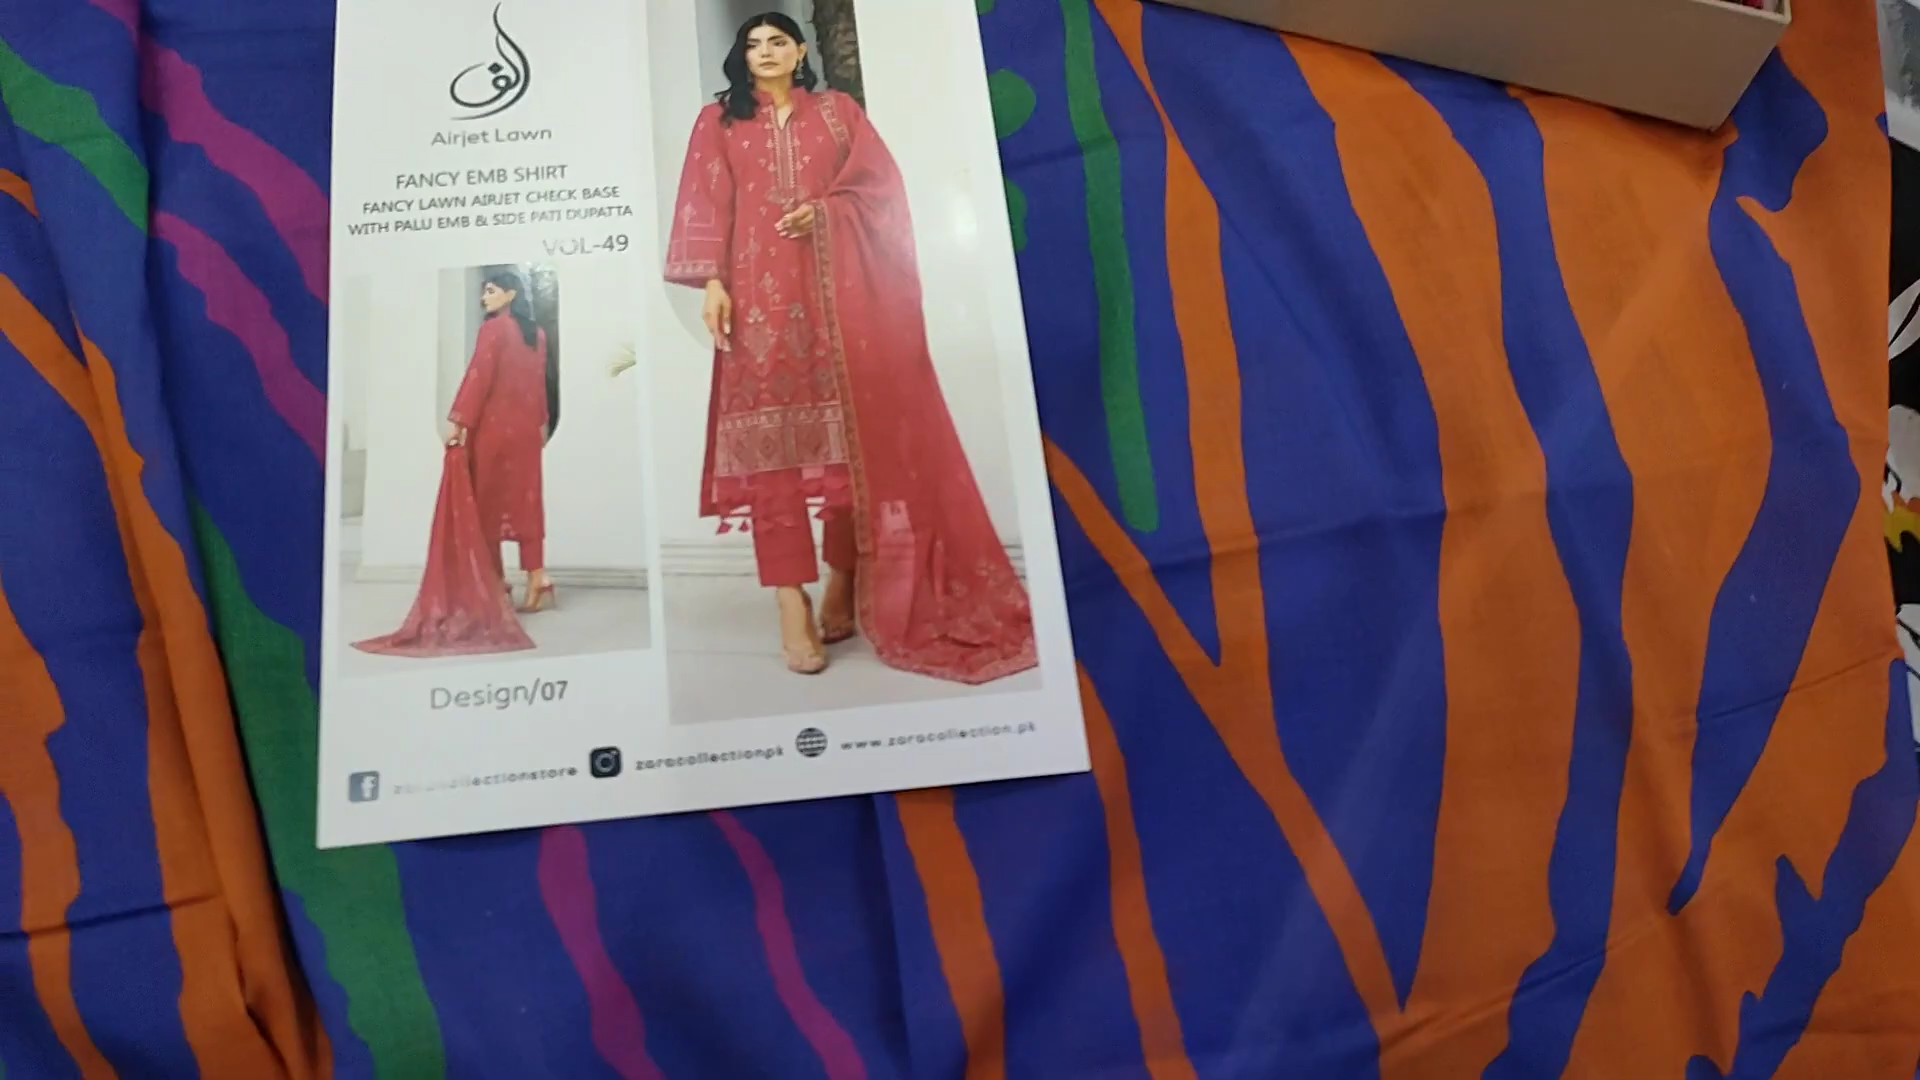 الف
Airjet Lawn
FANCY EMB SHIRT
FANCY LAWN AIRJET CHECK BASE
WITH PALU EMB & SIDE PATI DUPATTA
VOL-49
Design/07
zaracollectionstore
zaracollectionpk
www.zaracollection.pk